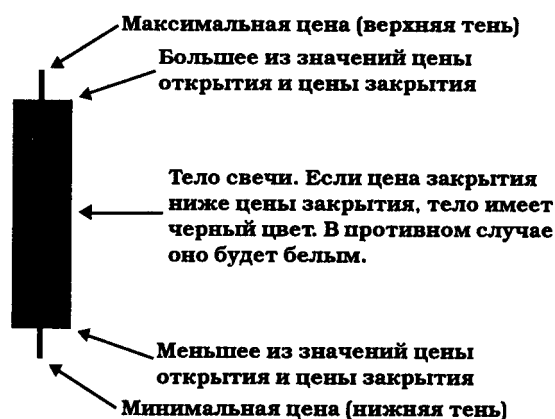 Максимальная цена (верхняя тень)
Большее из значений цены
открытия и цены закрытия
Тело свечи. Если цена закрытия
ниже цены закрытия, тело имеет
черный цвет. В противном случае
оно будет белым.
Меньшее из значений цены
открытия и цены закрытия
Минимальная цена (нижняя тень)